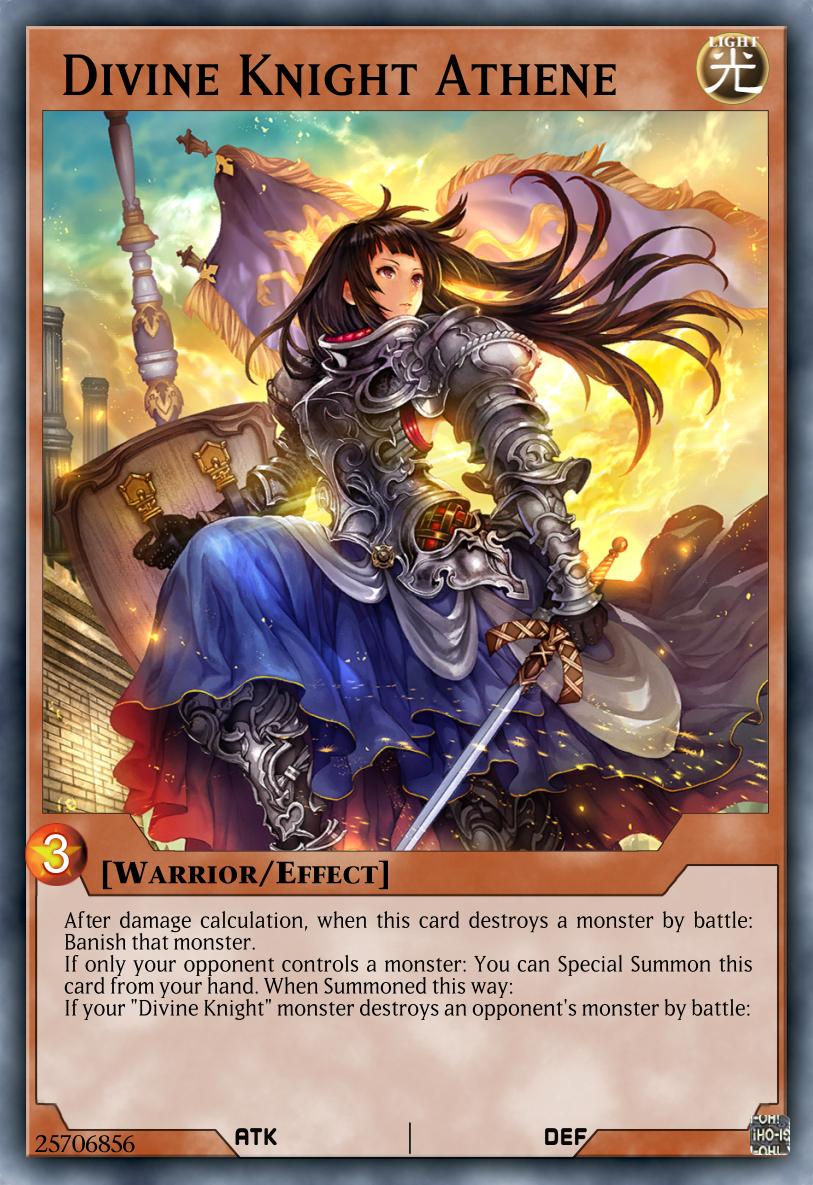 Divine Knight Athene
LIGHT
光
3
[Warrior/Effect]
After damage calculation, when this card destroys a monster by battle:
Banish that monster.
If only your opponent controls a monster: You can Special Summon this
card from your hand. When Summoned this way:
If your "Divine Knight" monster destroys an opponent's monster by battle:
ATK
DEF
25706856